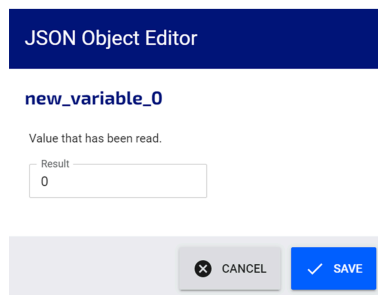 JSON Object Editor
new_variable_0
Value that has been read.
Result
0
CANCEL
SAVE